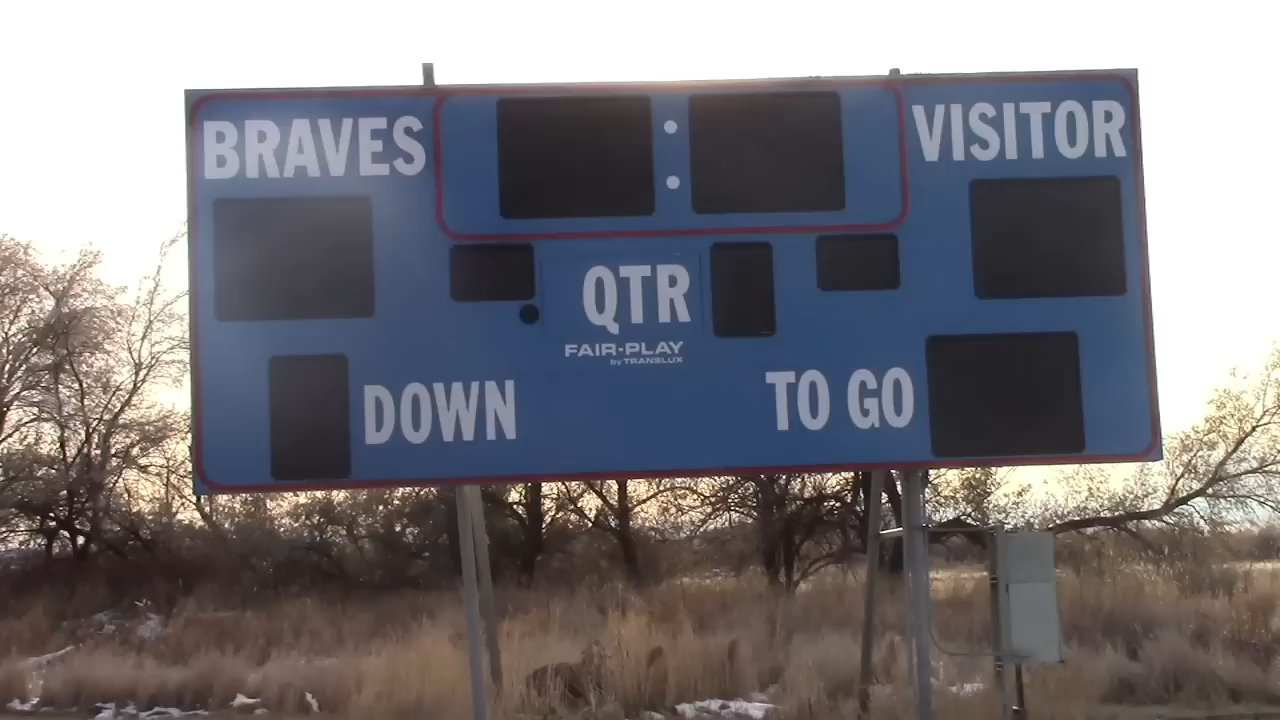 BRAVES
:
VISITOR
QTR
FAIR-PLAY
by TRANSLUX
DOWN
TO GO